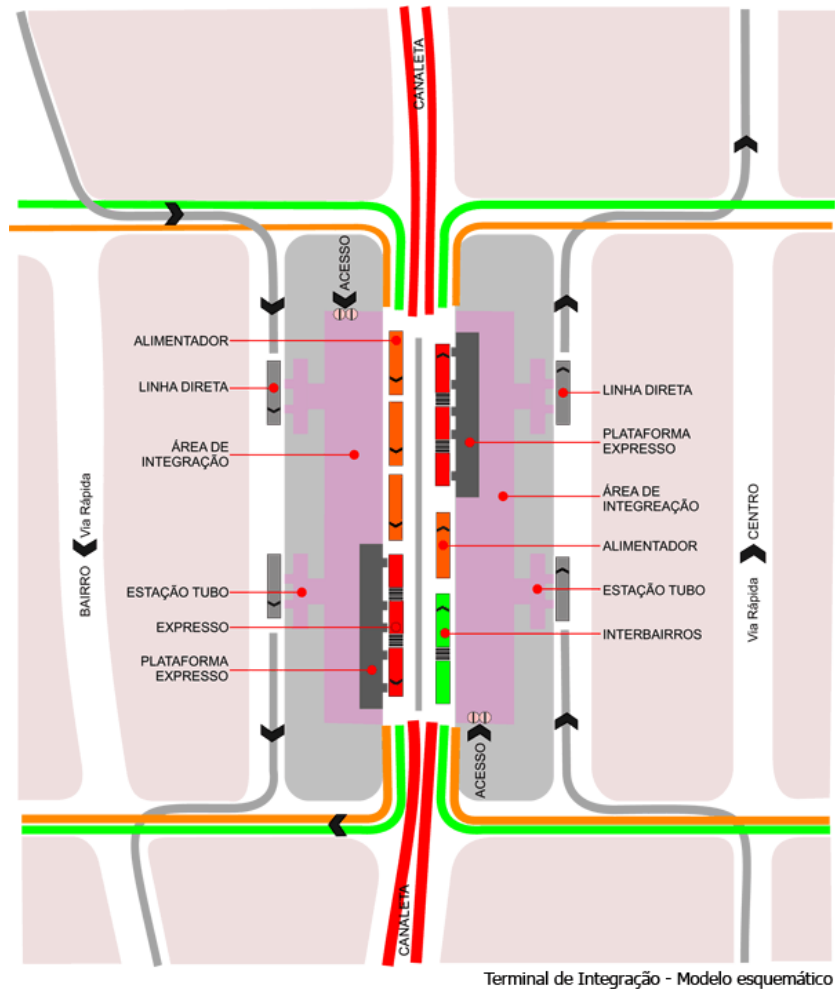 CANALETA
ACESSO
ALIMENTADOR
LINHA DIRETA
ÁREA DE
INTEGRAÇÃO
BAIRRO
Via Rápida
ESTAÇÃO TUBO
EXPRESSO
PLATAFORMA
EXPRESSO
LINHA DIRETA
PLATAFORMA
EXPRESSO
ÁREA DE
INTEGREAÇÃO
ALIMENTADOR
ESTAÇÃO TUBO
INTERBAIRROS
Via Rápida
CENTRO
ACESSO
CANALETA
Terminal de Integração - Modelo esquemático